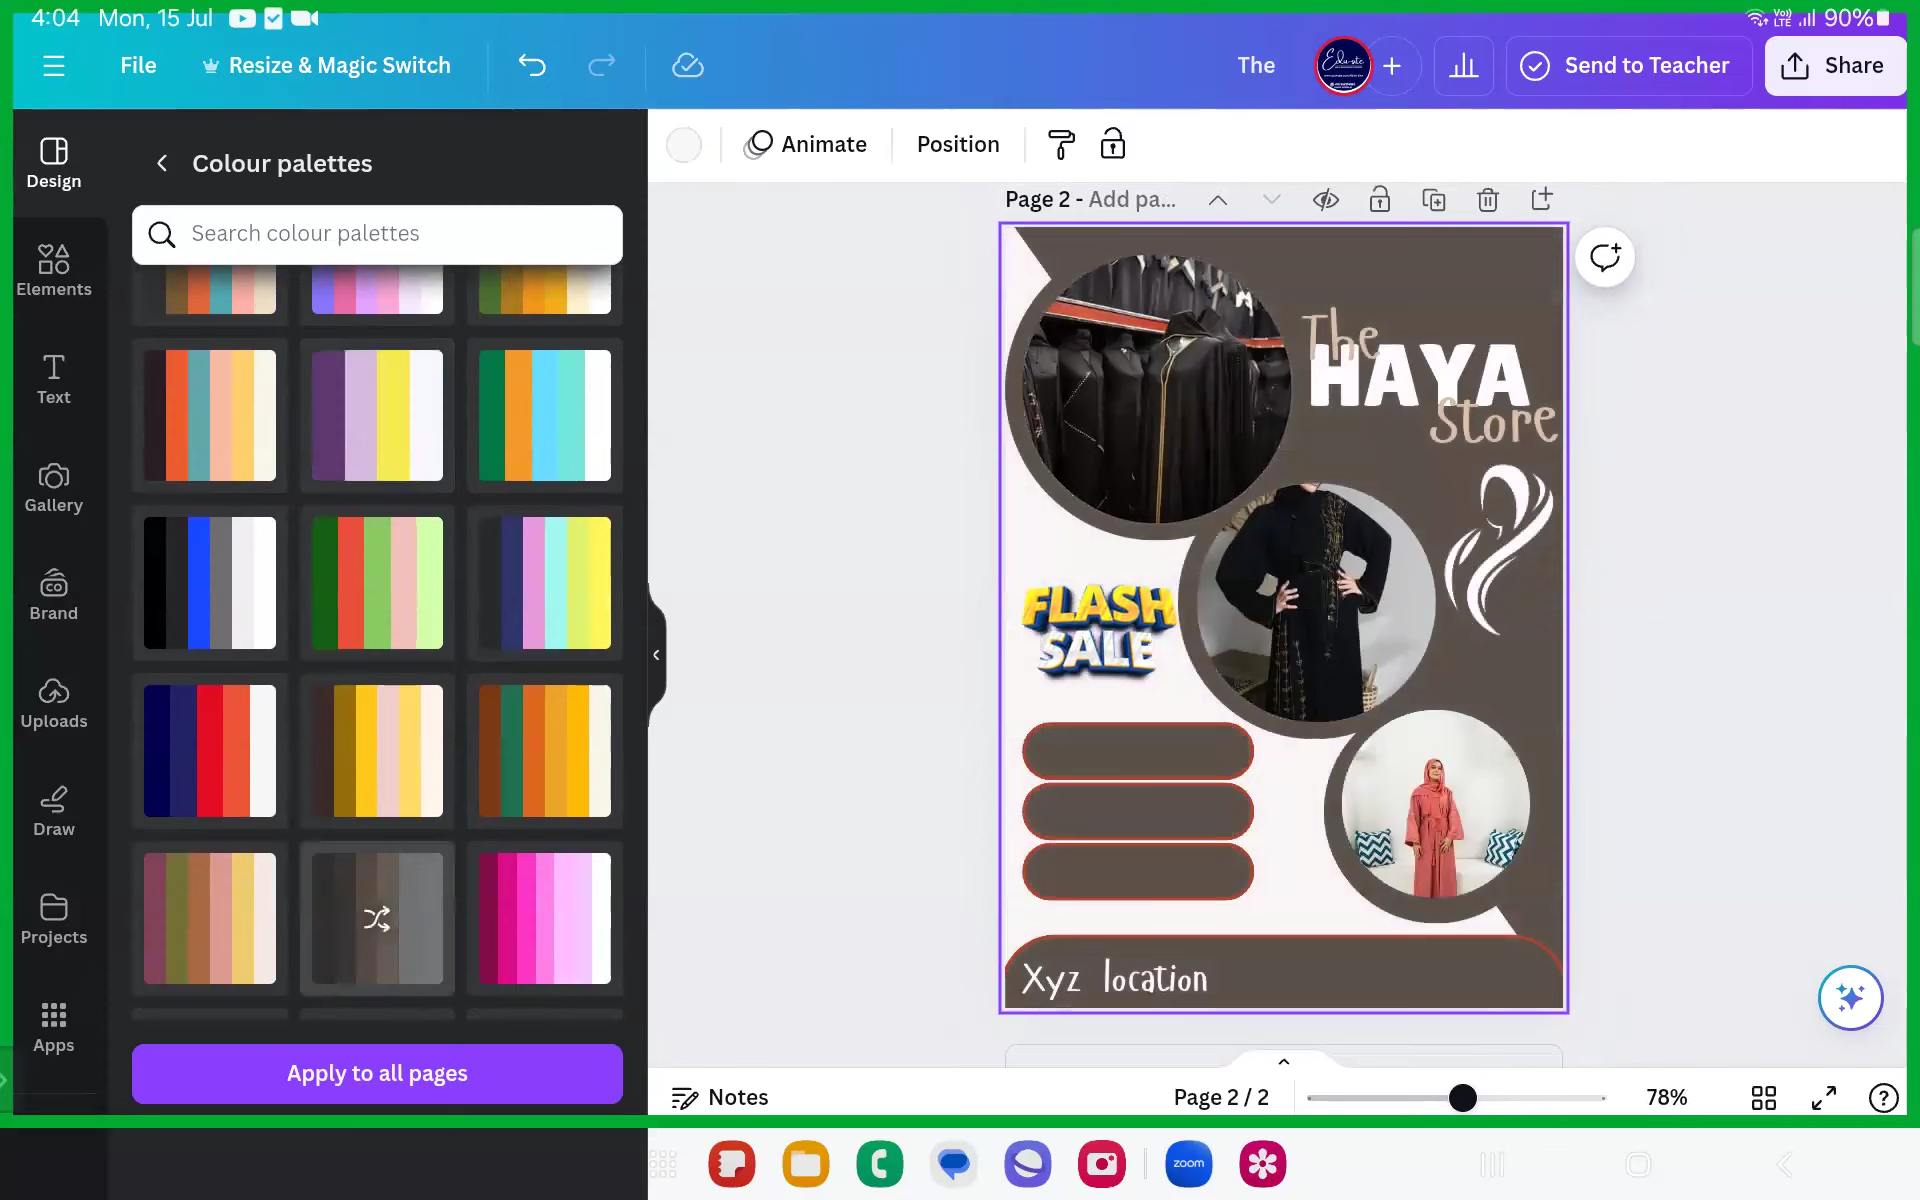 4:04 Mon, 15 Jul
Vo))
LTE
90%
File
Resize & Magic Switch
The
Send to Teacher
Share
Design
Colour palettes
Animate
Position
Search colour palettes
Page 2 - Add pa...
Elements
Text
Gallery
Brand
Uploads
Draw
Projects
Apps
The
HAYA
Store
FLASH
SALE
Xyz location
Apply to all pages
Notes
Page 2 / 2
78%
zoom